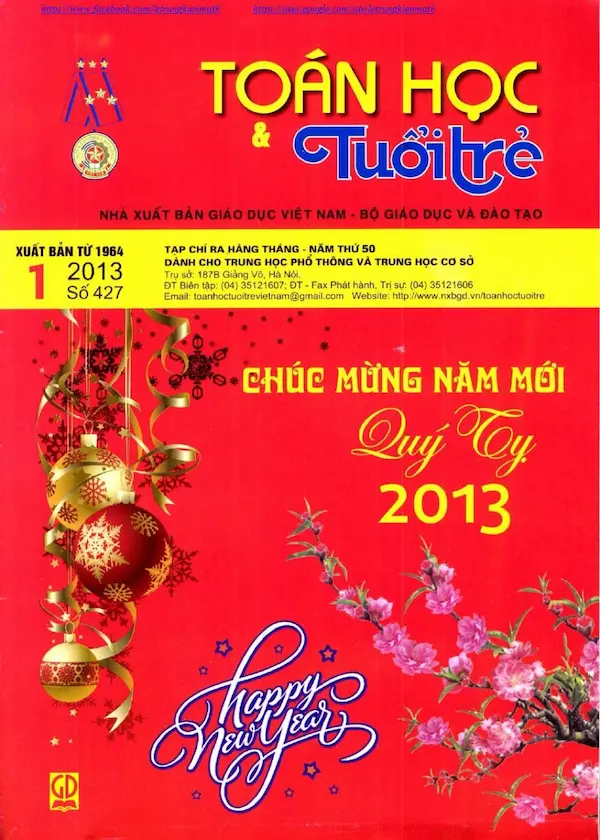 https://www.facebook.com/letrungkienmath https://sites.google.com/site/letrungkienmath
TOÁN HỌC
& Tuổi trẻ
NHÀ XUẤT BẢN GIÁO DỤC VIỆT NAM - BỘ GIÁO DỤC VÀ ĐÀO TẠO
XUẤT BẢN TỪ 1964
1 2013
Số 427
TẠP CHÍ RA HÀNG THÁNG - NĂM THỨ 50
DÀNH CHO TRUNG HỌC PHỔ THÔNG VÀ TRUNG HỌC CƠ SỞ
Trụ sở: 187B Giảng Võ, Hà Nội.
ĐT Biên tập: (04) 35121607; ĐT - Fax Phát hành, Trị sự: (04) 35121606
Email: toanhoctuoitrevietnam@gmail.com Website: http://www.nxbgd.vn/toanhoctuoitre
CHÚC MỪNG NĂM MỚI
Quý Tỵ
2013
happy
New Year
GD